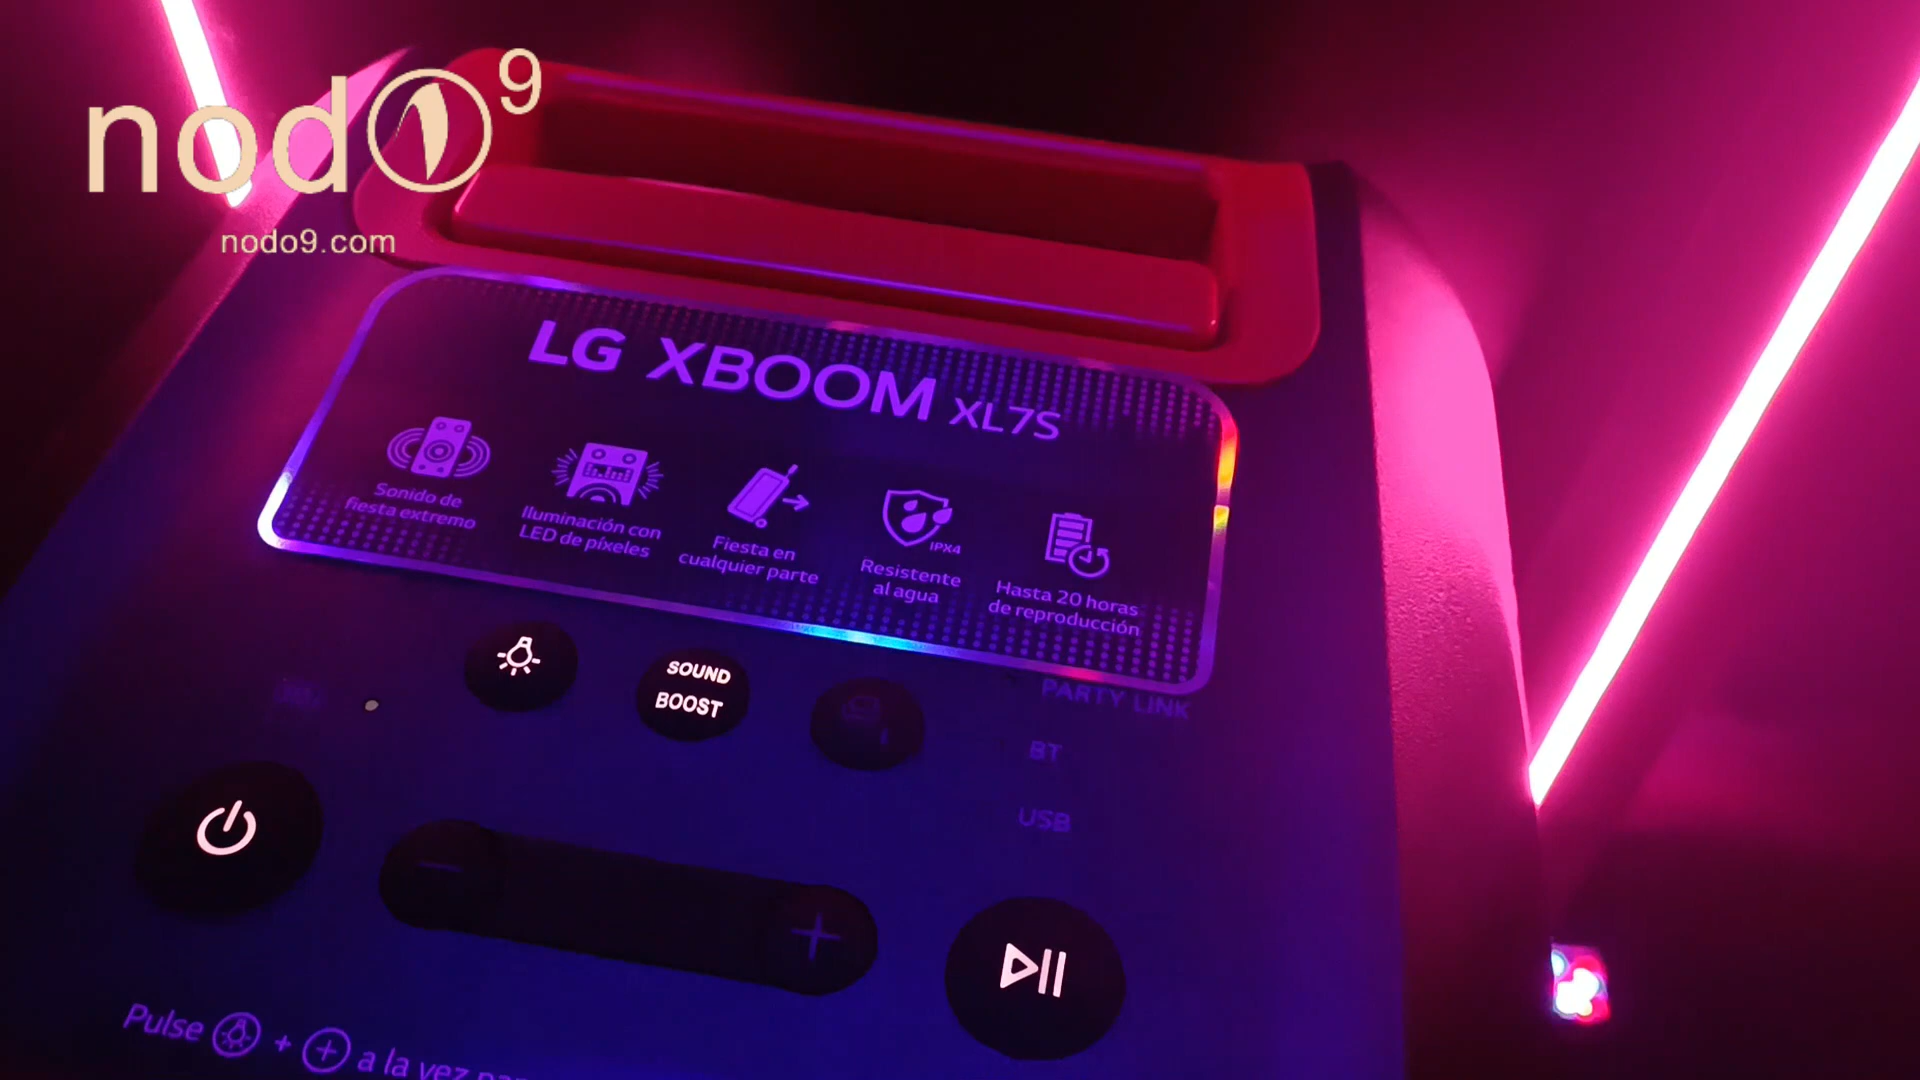 nodo9
nodo9.com
LG XBOOM XL7S
Sonido de
fiesta extremo
Iluminación con
LED de píxeles
Fiesta en
cualquier parte
IPX4
Resistente
al agua
Hasta 20 horas
de reproducción
SOUND
BOOST
PARTY LINK
BT
USB
Pulse + a la vez